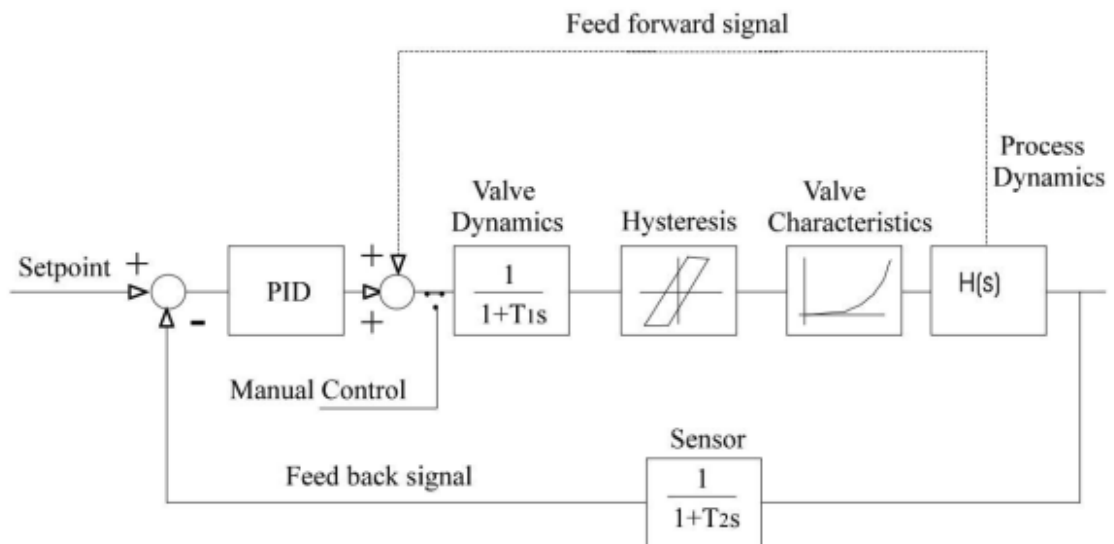 Feed forward signal
Process
Dynamics
Valve
Dynamics
Hysteresis
Valve
Characteristics
Setpoint
+
-
PID
+
+
1
1+T1s
H(s)
Manual Control
Sensor
Feed back signal
1
1+T2s